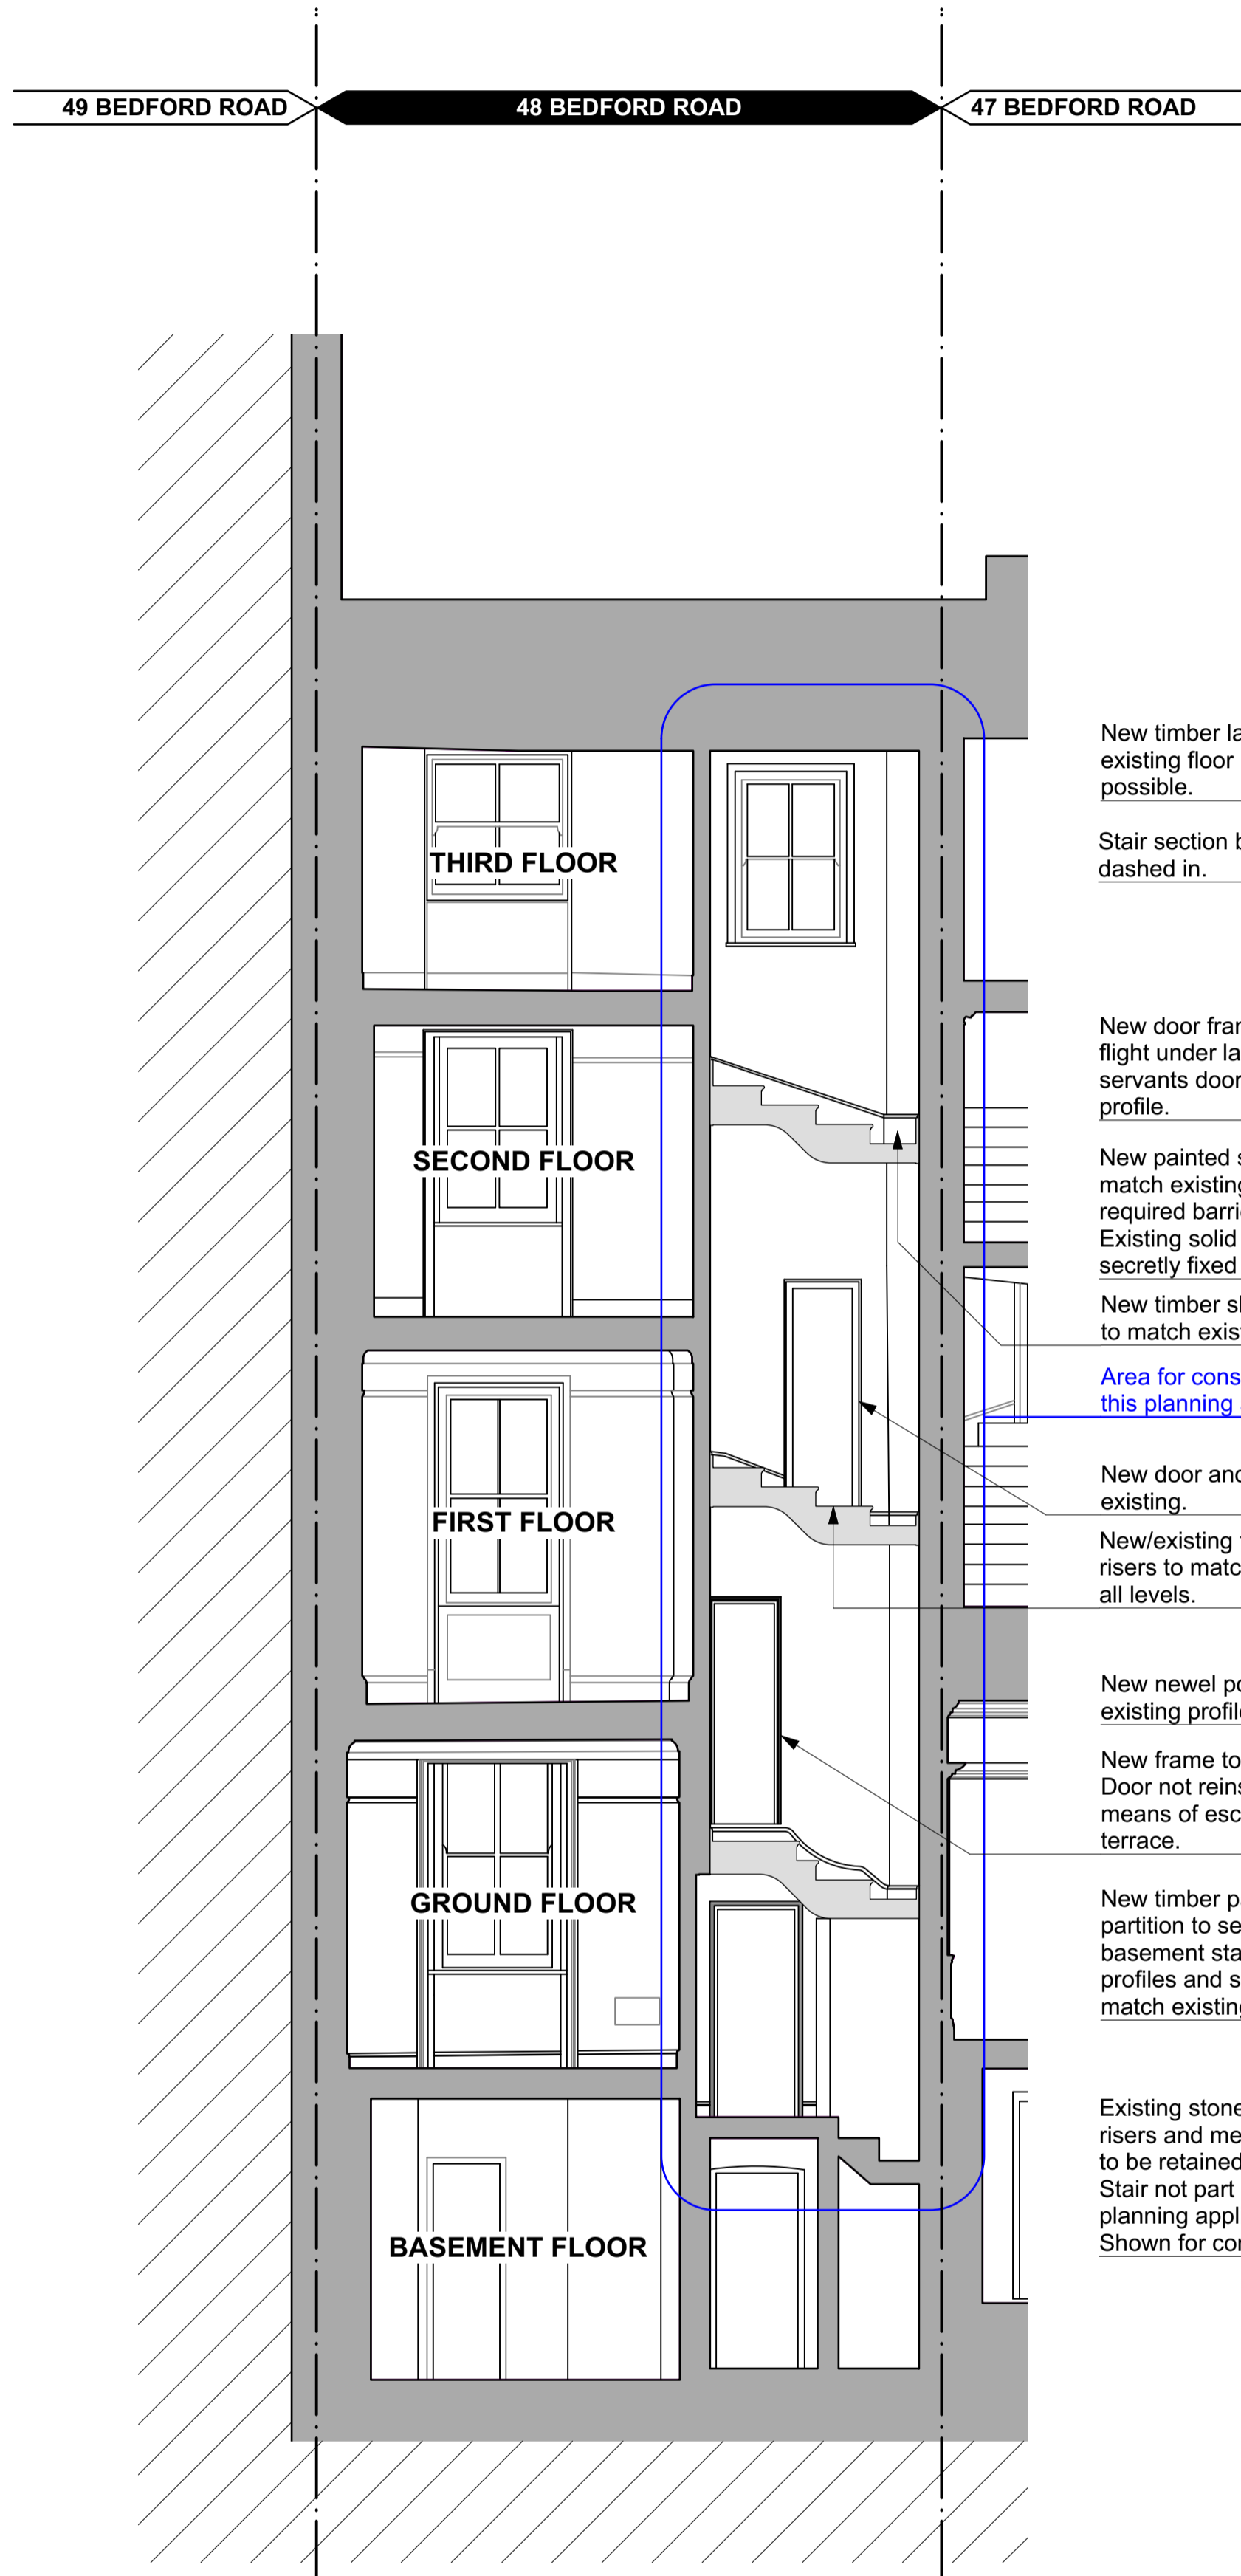 49 BEDFORD ROAD
48 BEDFORD ROAD
47 BEDFORD ROAD
New timber
existing floor
possible.
Stair section
dashed in.
THIRD FLOOR
New door
flight under
servants door
profile.
New painted
match existing
required
Existing solid
secretly fixed
SECOND FLOOR
New timber
to match
Area for
this planning
New door
existing.
FIRST FLOOR
New/existing
risers to
all levels.
New newel
existing
New frame to
Door not
means of
terrace.
GROUND FLOOR
New timber
partition to
basement
profiles and
match existing
BASEMENT FLOOR
Existing
risers and
to be retained
Stair not part
planning
Shown for